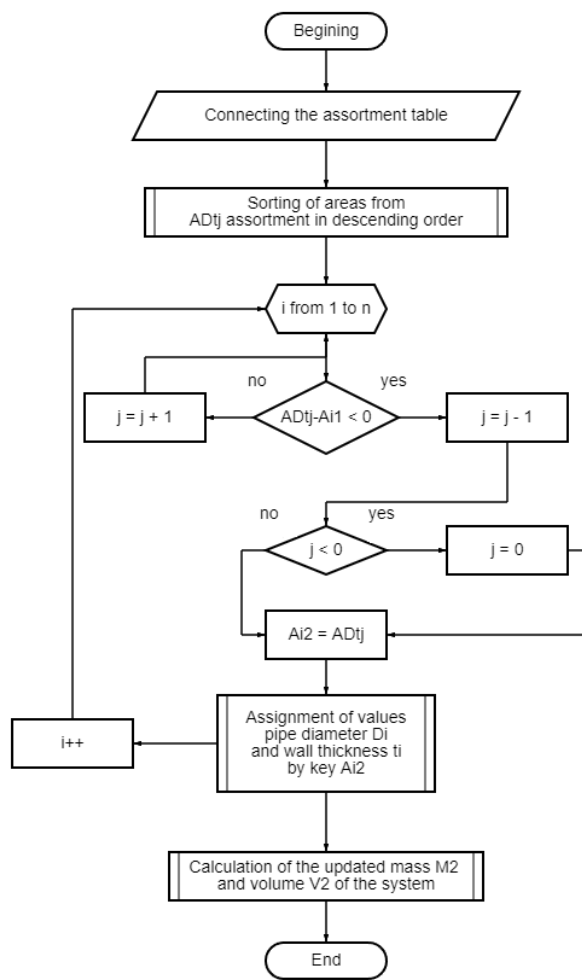 Begining
Connecting the assortment table
Sorting of areas from
ADtj assortment in descending order
i from 1 to n
no
yes
j = j + 1
ADtj-Ai1 < 0
j = j - 1
no
yes
j < 0
j = 0
Ai2 = ADtj
Assignment of values
pipe diameter Di
and wall thickness ti
by key Ai2
i++
Calculation of the updated mass M2
and volume V2 of the system
End